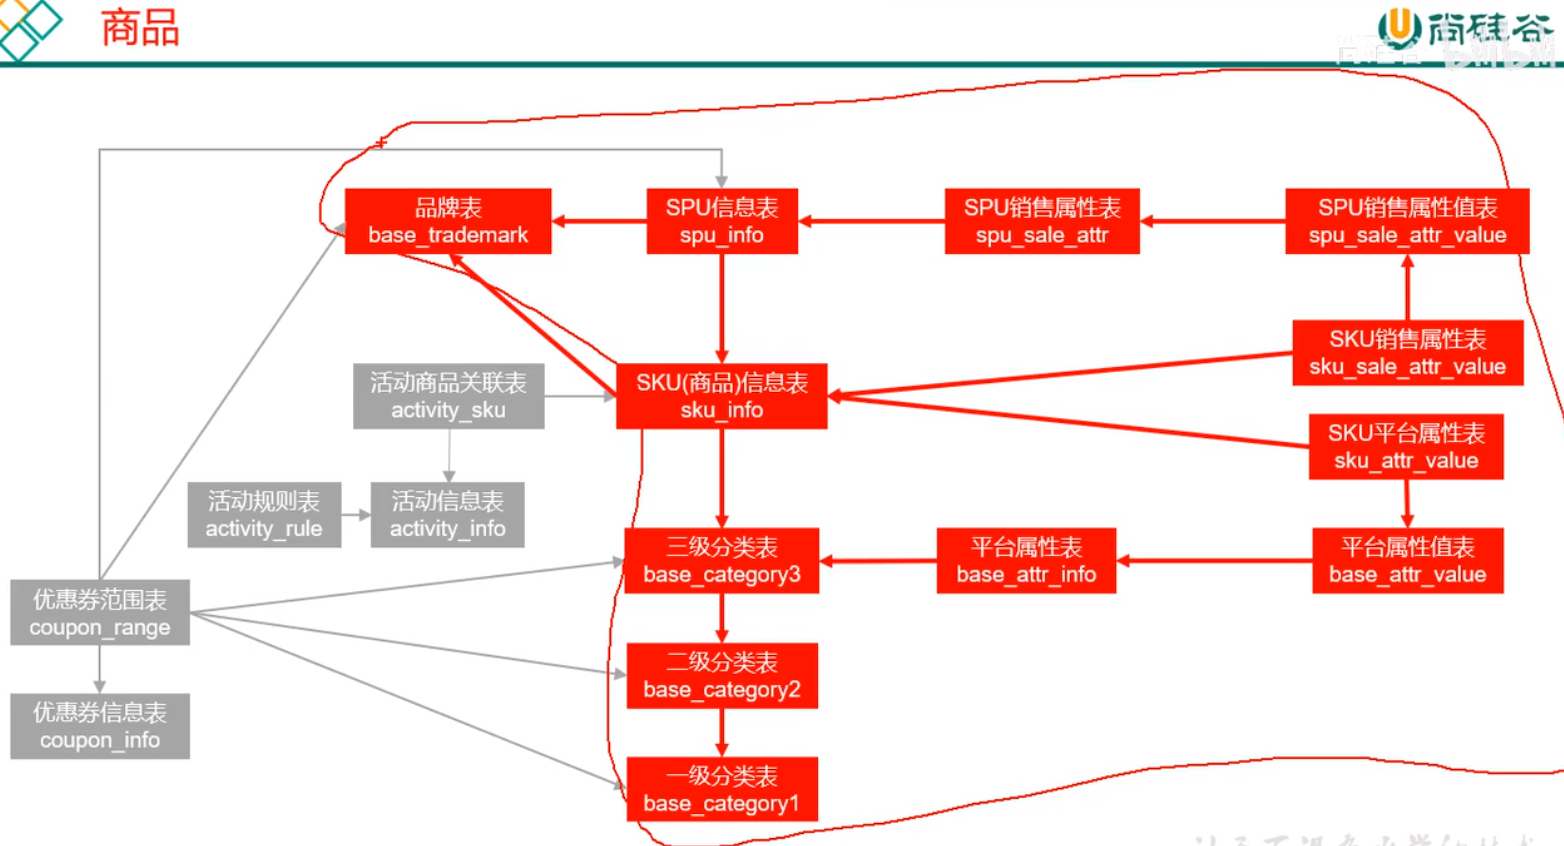 商品
尚硅谷
尚硅谷
bilibili
品牌表
base_trademark
SPU信息表
spu_info
SPU销售属性表
spu_sale_attr
SPU销售属性值表
spu_sale_attr_value
SKU销售属性表
sku_sale_attr_value
活动商品关联表
activity_sku
SKU(商品)信息表
sku_info
SKU平台属性表
sku_attr_value
活动规则表
activity_rule
活动信息表
activity_info
三级分类表
base_category3
平台属性表
base_attr_info
平台属性值表
base_attr_value
优惠券范围表
coupon_range
二级分类表
base_category2
优惠券信息表
coupon_info
一级分类表
base_category1